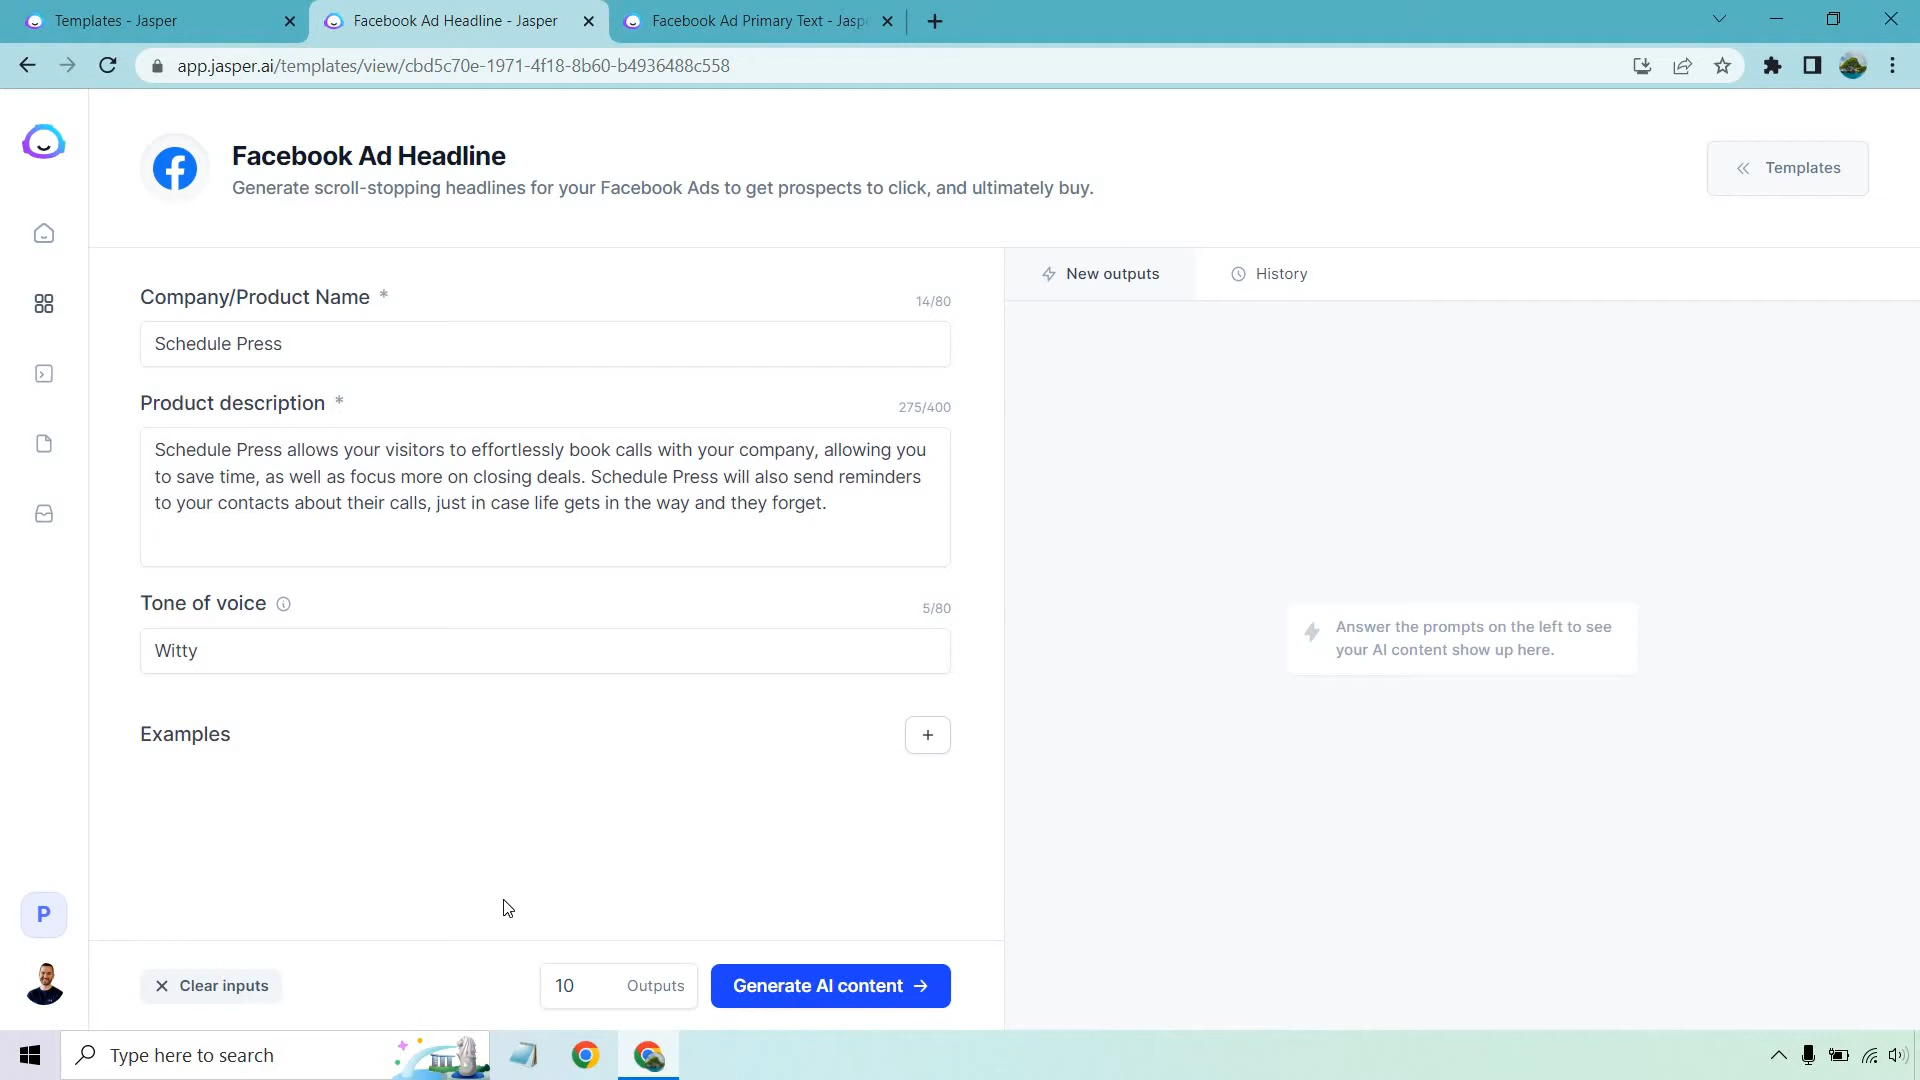 Templates - Jasper
Facebook Ad Headline - Jasper
Facebook Ad Primary Text - Jaspe
app.jasper.ai/templates/view/cbd5c70e-1971-4f18-8b60-b4936488c558
Facebook Ad Headline
Generate scroll-stopping headlines for your Facebook Ads to get prospects to click, and ultimately buy.
Templates
New outputs
History
Company/Product Name *
14/80
Schedule Press
Product description *
275/400
Schedule Press allows your visitors to effortlessly book calls with your company, allowing you
to save time, as well as focus more on closing deals. Schedule Press will also send reminders
to your contacts about their calls, just in case life gets in the way and they forget.
Tone of voice
5/80
Witty
Examples
+
Answer the prompts on the left to see
your AI content show up here.
P
Clear inputs
10 Outputs
Generate AI content →
Type here to search